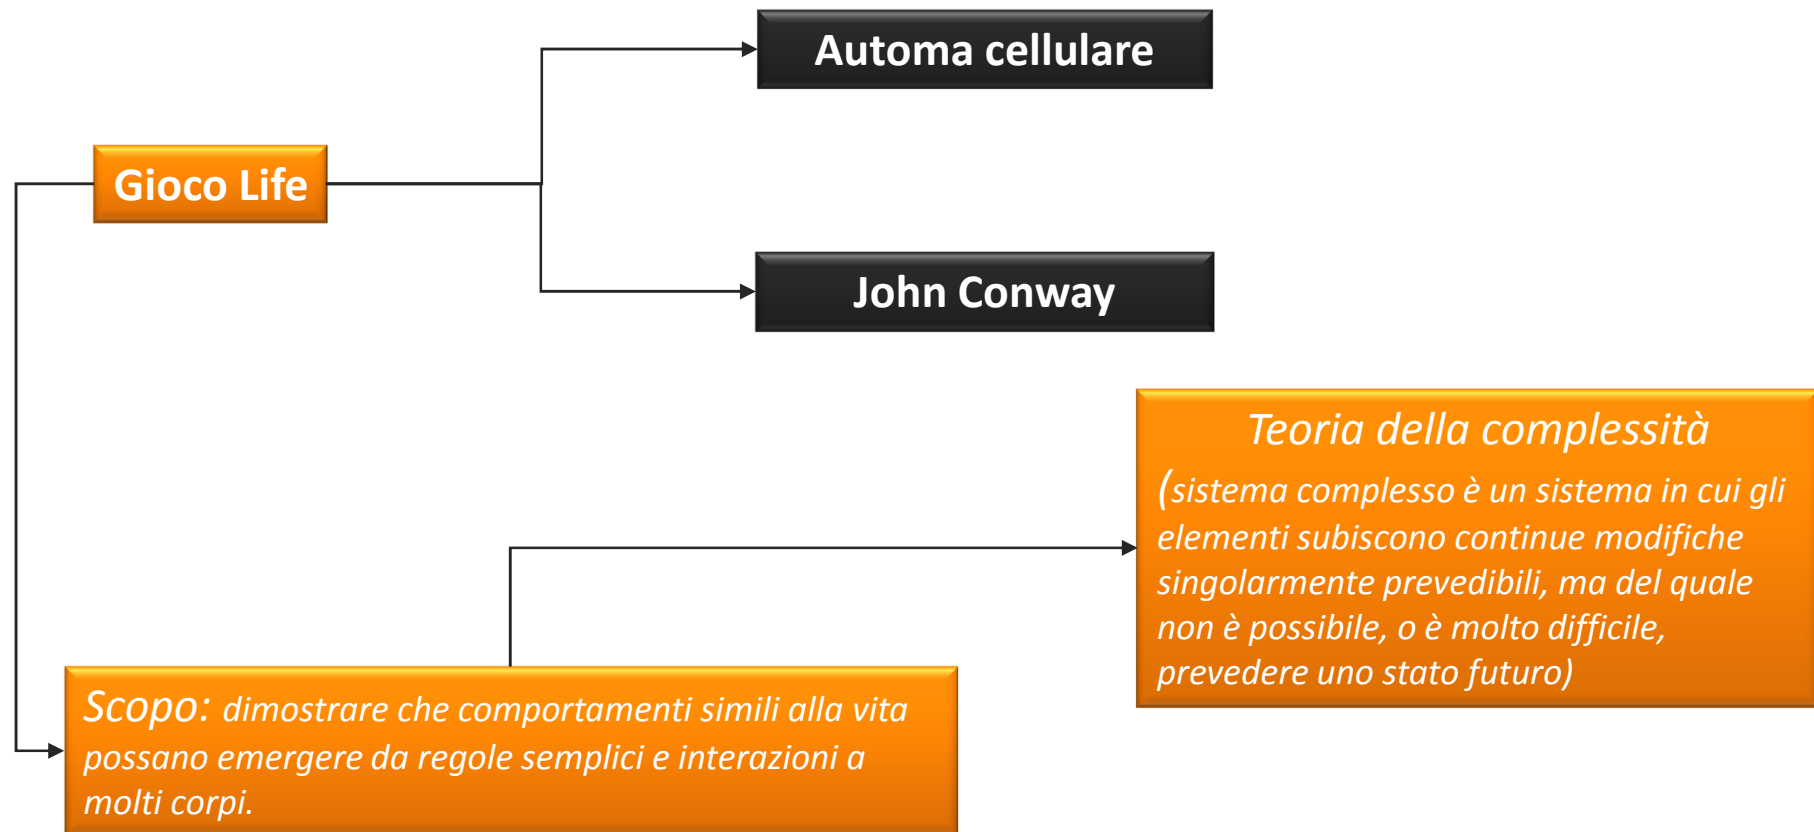 Automa cellulare
Gioco Life
John Conway
Teoria della complessità
(sistema complesso è un sistema in cui gli
elementi subiscono continue modifiche
singolarmente prevedibili, ma del quale
non è possibile, o è molto difficile,
prevedere uno stato futuro)
Scopo: dimostrare che comportamenti simili alla vita
possano emergere da regole semplici e interazioni a
molti corpi.